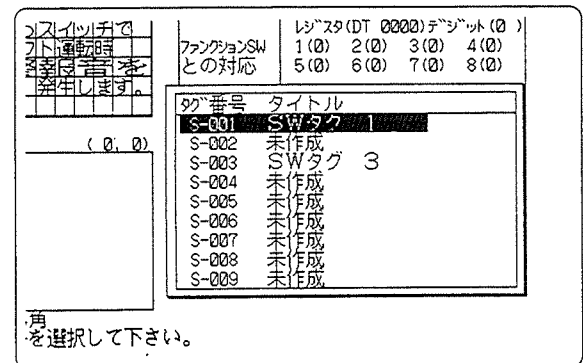 スイッチで
フト運転時
音を
発生します。
(0, 0)
ファンクションSW
との対応
レジスタ(DT 0000)デジット(0 )
1(0) 2(0) 3(0) 4(0)
5(0) 6(0) 7(0) 8(0)
タグ番号 タイトル
S-001 SWタグ 1
S-002 未作成
S-003 SWタグ 3
S-004 未作成
S-005 未作成
S-006 未作成
S-007 未作成
S-008 未作成
S-009 未作成
角
を選択して下さい。